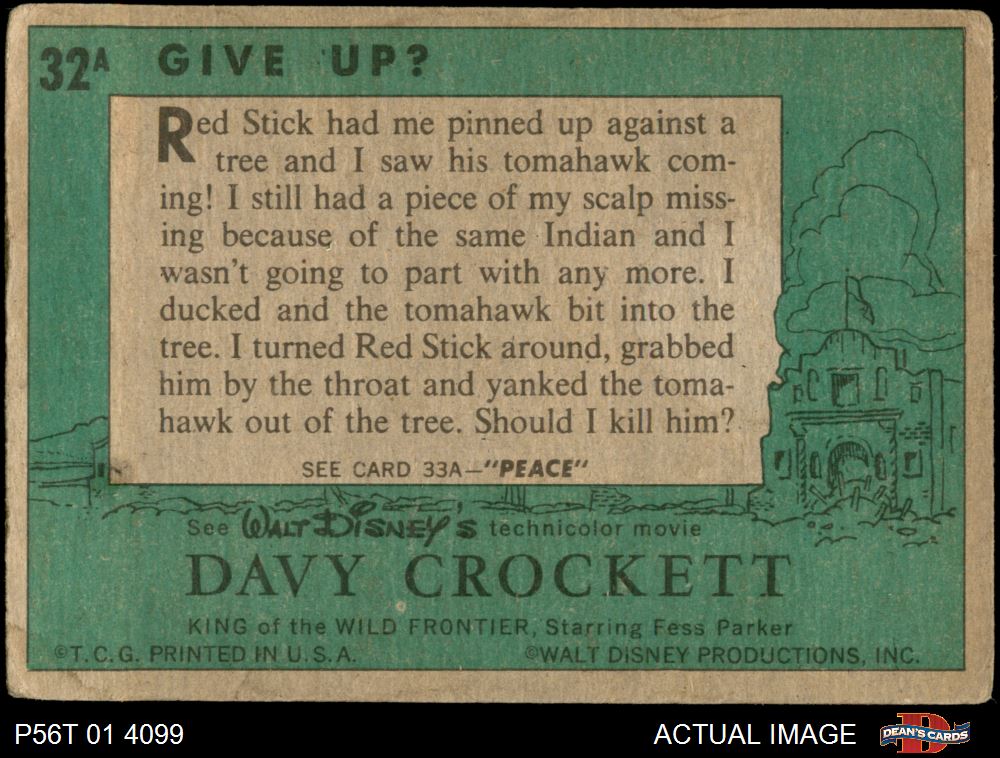 32A GIVE UP?
Red Stick had me pinned up against a
tree and I saw his tomahawk com-
ing! I still had a piece of my scalp miss-
ing because of the same Indian and I
wasn't going to part with any more. I
ducked and the tomahawk bit into the
tree. I turned Red Stick around, grabbed
him by the throat and yanked the toma-
hawk out of the tree. Should I kill him?
SEE CARD 33A—"PEACE"
See WALT DISNEY'S technicolor movie
DAVY CROCKETT
KING of the WILD FRONTIER, Starring Fess Parker
©T.C.G. PRINTED IN U.S.A. ©WALT DISNEY PRODUCTIONS, INC.
P56T 01 4099 ACTUAL IMAGE DEAN'S CARDS